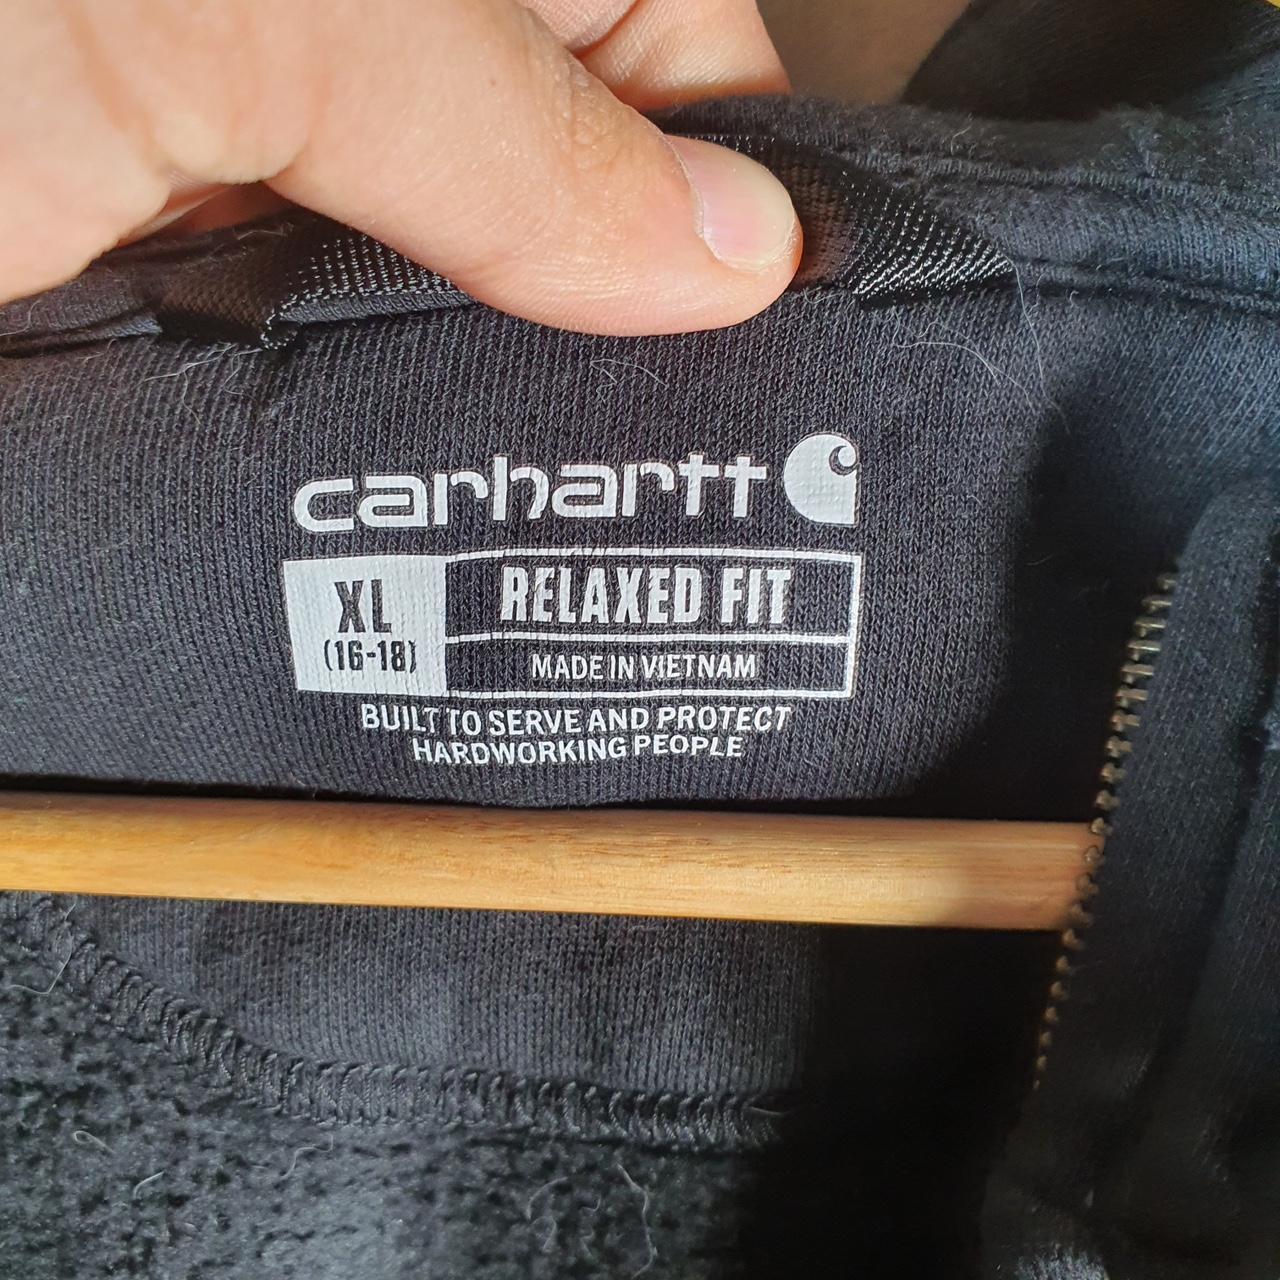 carhartt
XL
(16-18)
RELAXED FIT
MADE IN VIETNAM
BUILT TO SERVE AND PROTECT
HARDWORKING PEOPLE